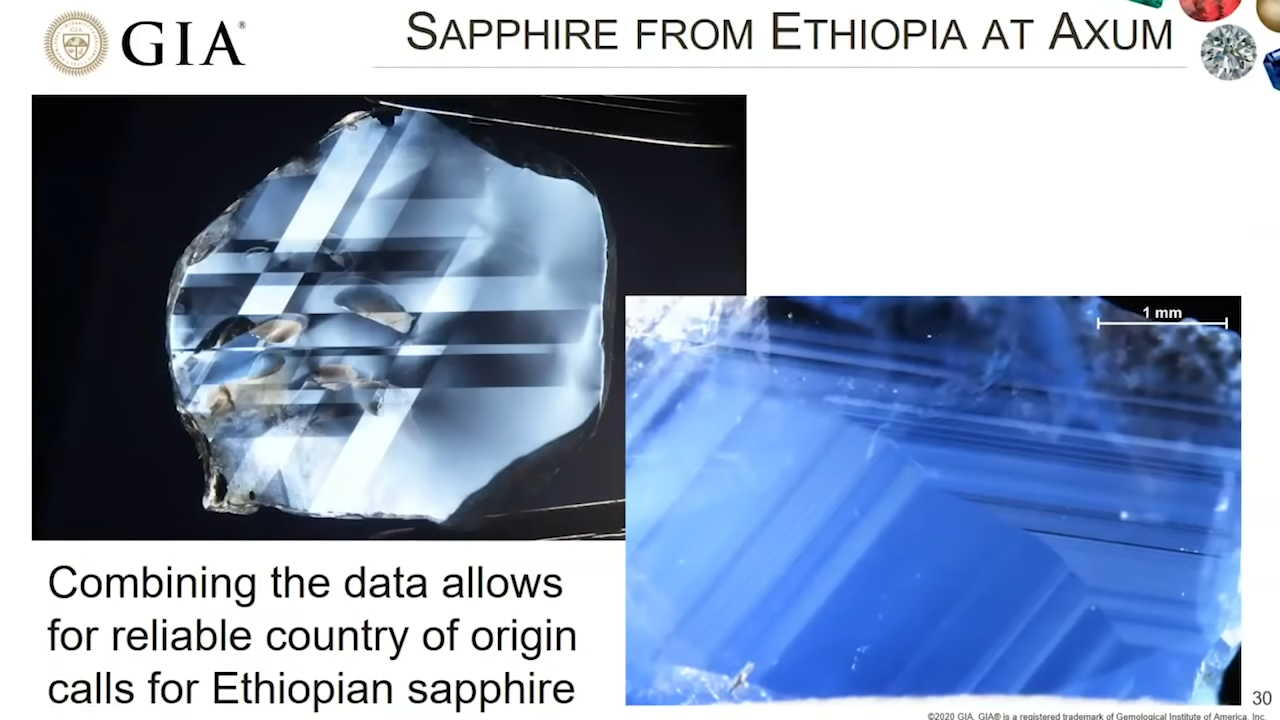 GIA®
SAPPHIRE FROM ETHIOPIA AT AXUM
1 mm
Combining the data allows
for reliable country of origin
calls for Ethiopian sapphire
30
©2020 GIA. GIA® is a registered trademark of Gemological Institute of America, Inc.